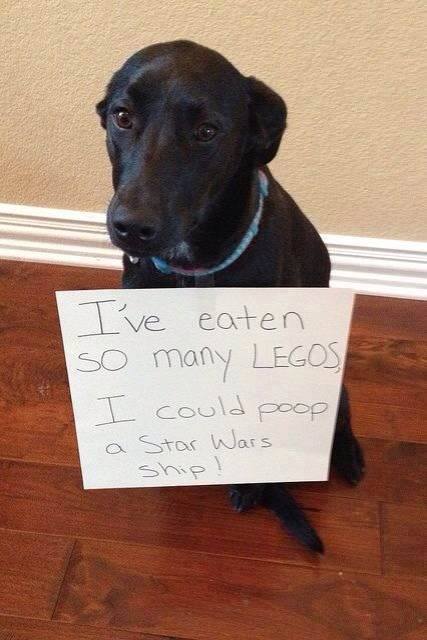 I've eaten
so many LEGOS,
I could poop
a Star Wars
ship!